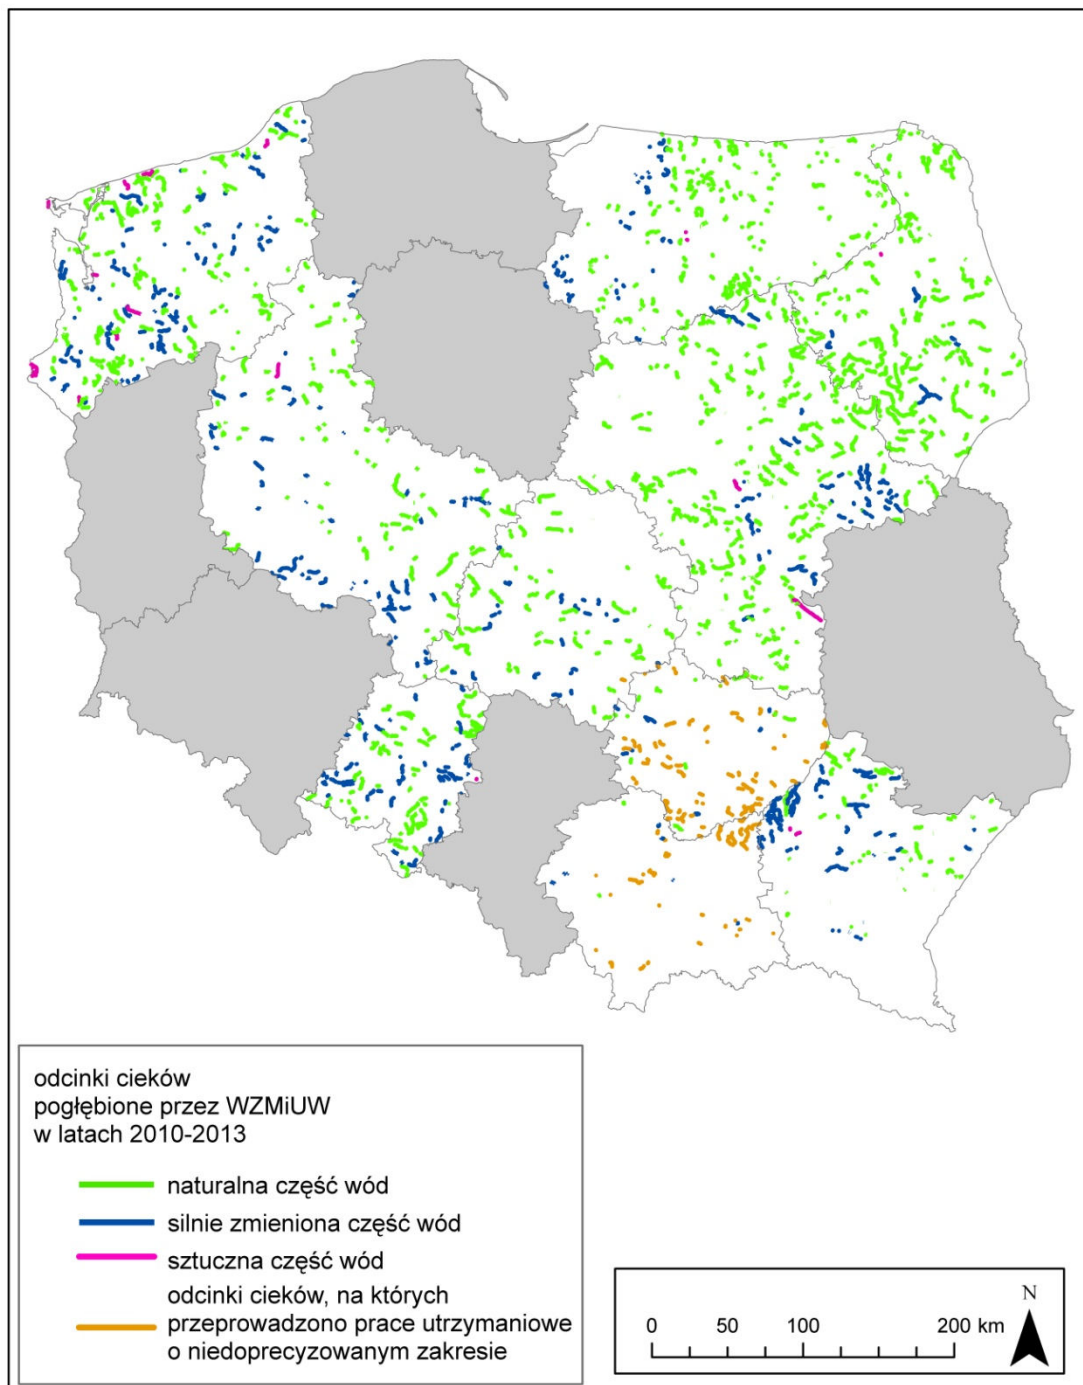 odcinki cieków
pogłębione przez WZMiUW
w latach 2010-2013
naturalna część wód
silnie zmieniona część wód
sztuczna część wód
odcinki cieków, na których
przeprowadzono prace utrzymaniowe
o niedoprecyzowanym zakresie
N
0 50 100 200 km